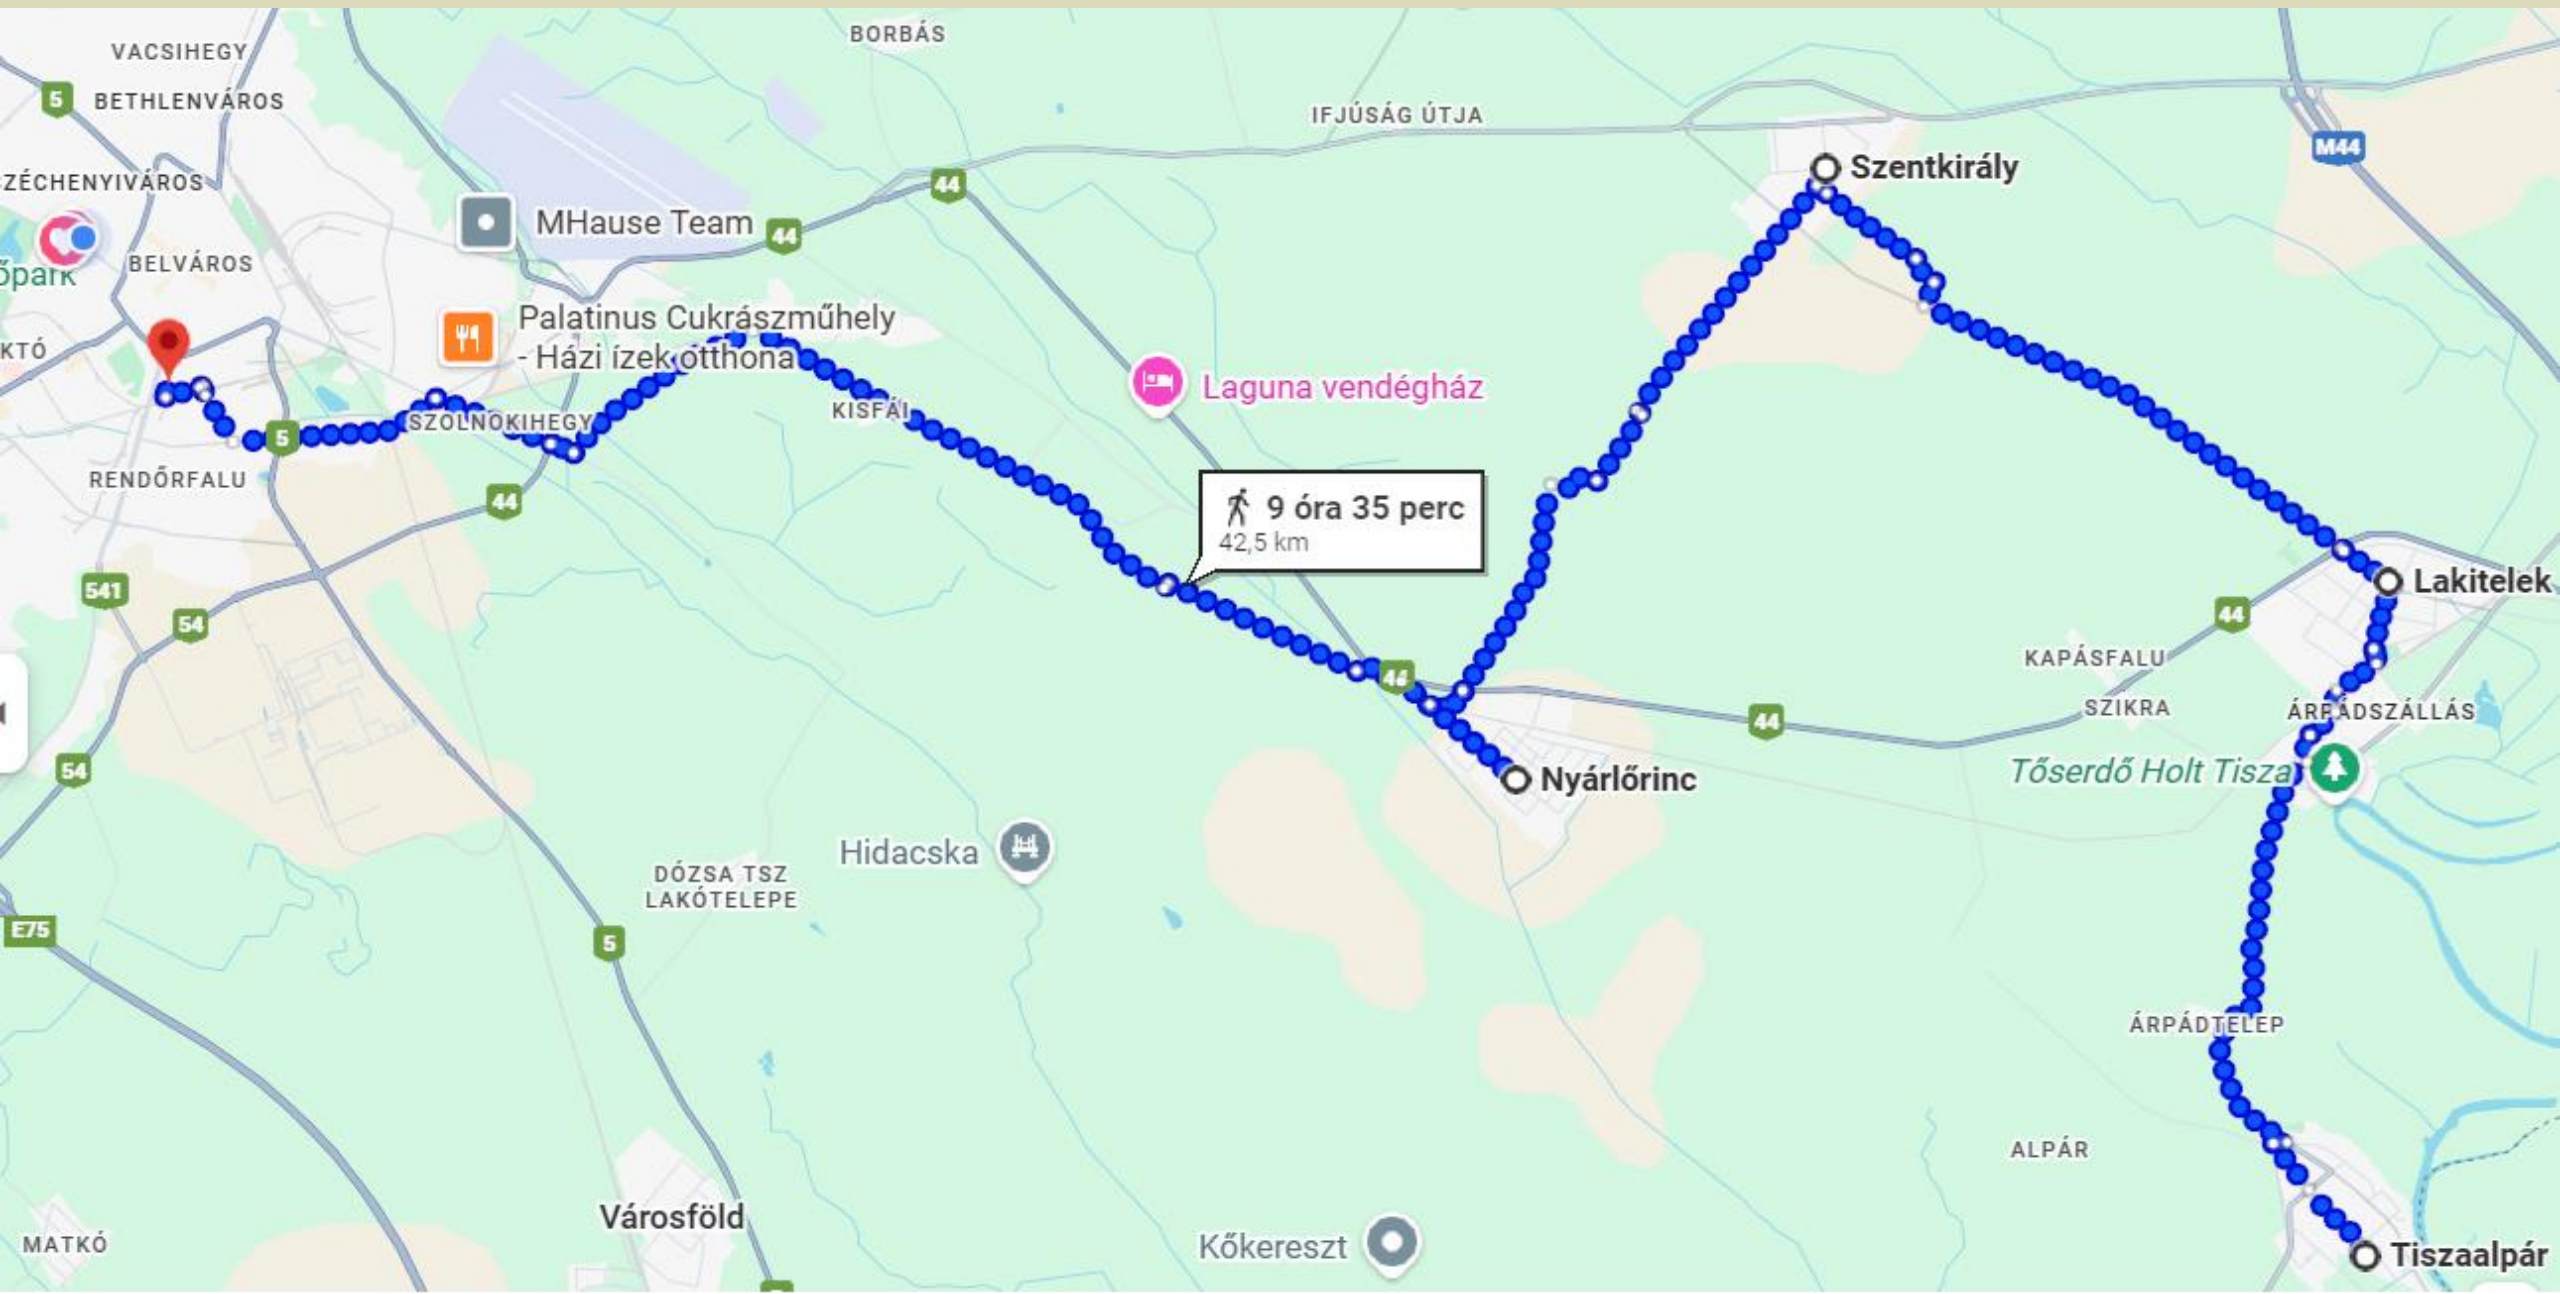 BORBÁS
VACSIHEGY
5
BETHLENVÁROS
IFJÚSÁG ÚTJA
M44
Szentkirály
ZÉCHENYIVÁROS
44
MHause Team
44
BELVÁROS
őpark
Palatinus Cukrászműhely
- Házi ízek otthona
KTÓ
Laguna vendégház
KISFÁI
SZOLNOKIHEGY
5
RENDŐRFALU
44
9 óra 35 perc
42,5 km
541
Lakitelek
44
54
KAPÁSFALU
44
SZIKRA
ÁRPÁDSZÁLLÁS
44
54
Tőserdő Holt Tisza
Nyárlőrinc
Hidacska
DÓZSA TSZ
LAKÓTELEPE
E75
5
ÁRPÁDTELEP
ALPÁR
Városföld
MATKÓ
Kőkereszt
Tiszaalpár